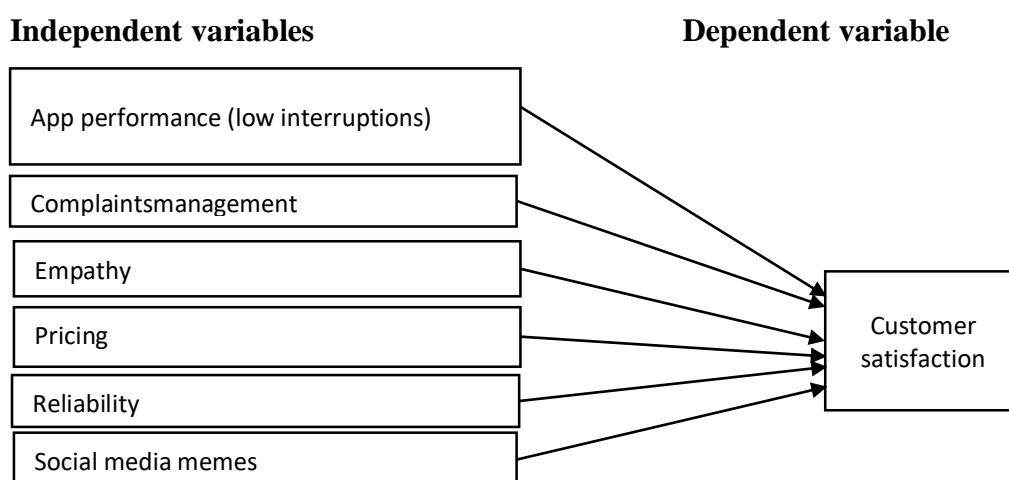 Independent variables
Dependent variable
App performance (low interruptions)
Complaintsmanagement
Empathy
Pricing
Reliability
Social media memes
Customer
satisfaction